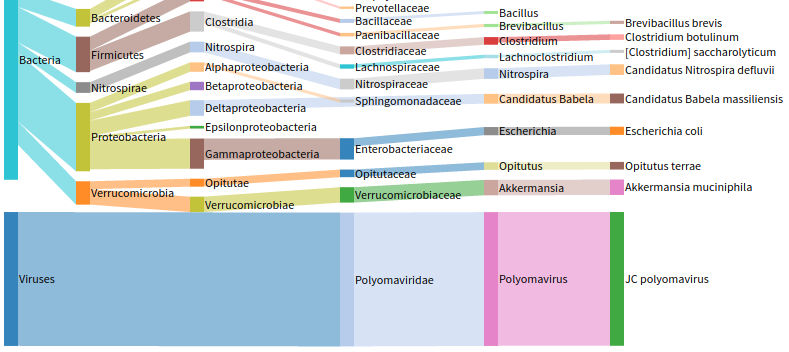 Bacteria
Viruses
Bacteroidetes
Firmicutes
Nitrospirae
Proteobacteria
Verrucomicrobia
Clostridia
Nitrospira
Alphaproteobacteria
Betaproteobacteria
Deltaproteobacteria
Epsilonproteobacteria
Gammaproteobacteria
Opitutae
Verrucomicrobiae
Prevotellaceae
Bacillaceae
Paenibacillaceae
Clostridiaceae
Lachnospiraceae
Nitrospiraceae
Sphingomonadaceae
Enterobacteriaceae
Opitutaceae
Verrucomicrobiaceae
Polyomaviridae
Bacillus
Brevibacillus
Clostridium
Lachnoclostridium
Nitrospira
Candidatus Babela
Escherichia
Opitutus
Akkermansia
Polyomavirus
Brevibacillus brevis
Clostridium botulinum
[Clostridium] saccharolyticum
Candidatus Nitrospira defluvii
Candidatus Babela massiliensis
Escherichia coli
Opitutus terrae
Akkermansia muciniphila
JC polyomavirus